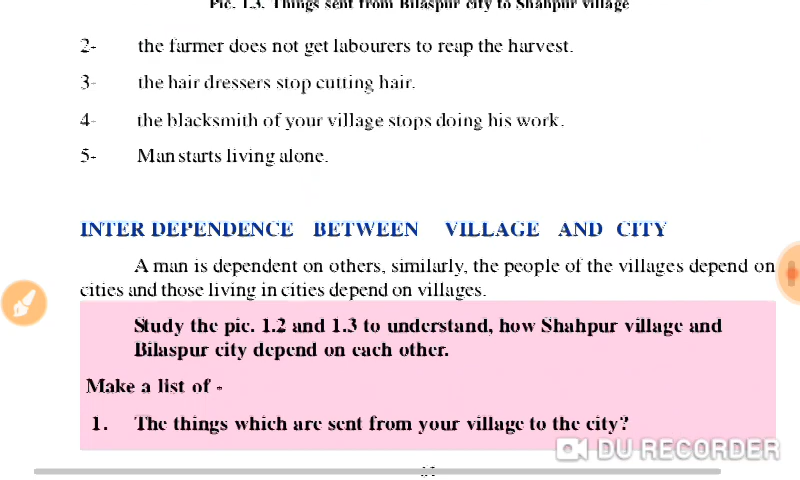 Pic. 1.3. Things sent from Bilaspur city to Shahpur village
2- the farmer does not get labourers to reap the harvest.
3- the hair dressers stop cutting hair.
4- the blacksmith of your village stops doing his work.
5- Man starts living alone.
INTER DEPENDENCE BETWEEN VILLAGE AND CITY
A man is dependent on others, similarly, the people of the villages depend on
cities and those living in cities depend on villages.
Study the pic. 1.2 and 1.3 to understand, how Shahpur village and
Bilaspur city depend on each other.
Make a list of -
1. The things which are sent from your village to the city?
DU RECORDER